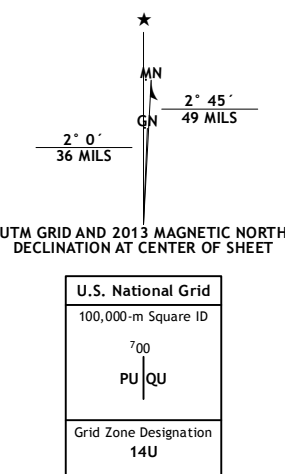 ★
MN
2° 45´
49 MILS
GN
2° 0´
36 MILS
UTM GRID AND 2013 MAGNETIC NORTH
DECLINATION AT CENTER OF SHEET
U.S. National Grid
100,000-m Square ID
⁷00
PU QU
Grid Zone Designation
14U